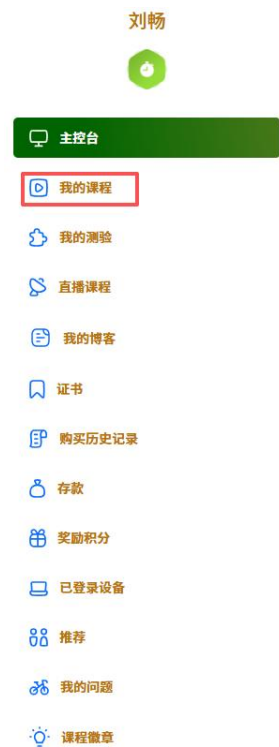 刘畅
主控台
我的课程
我的测验
直播课程
我的博客
证书
购买历史记录
存款
奖励积分
已登录设备
推荐
我的问题
课程徽章